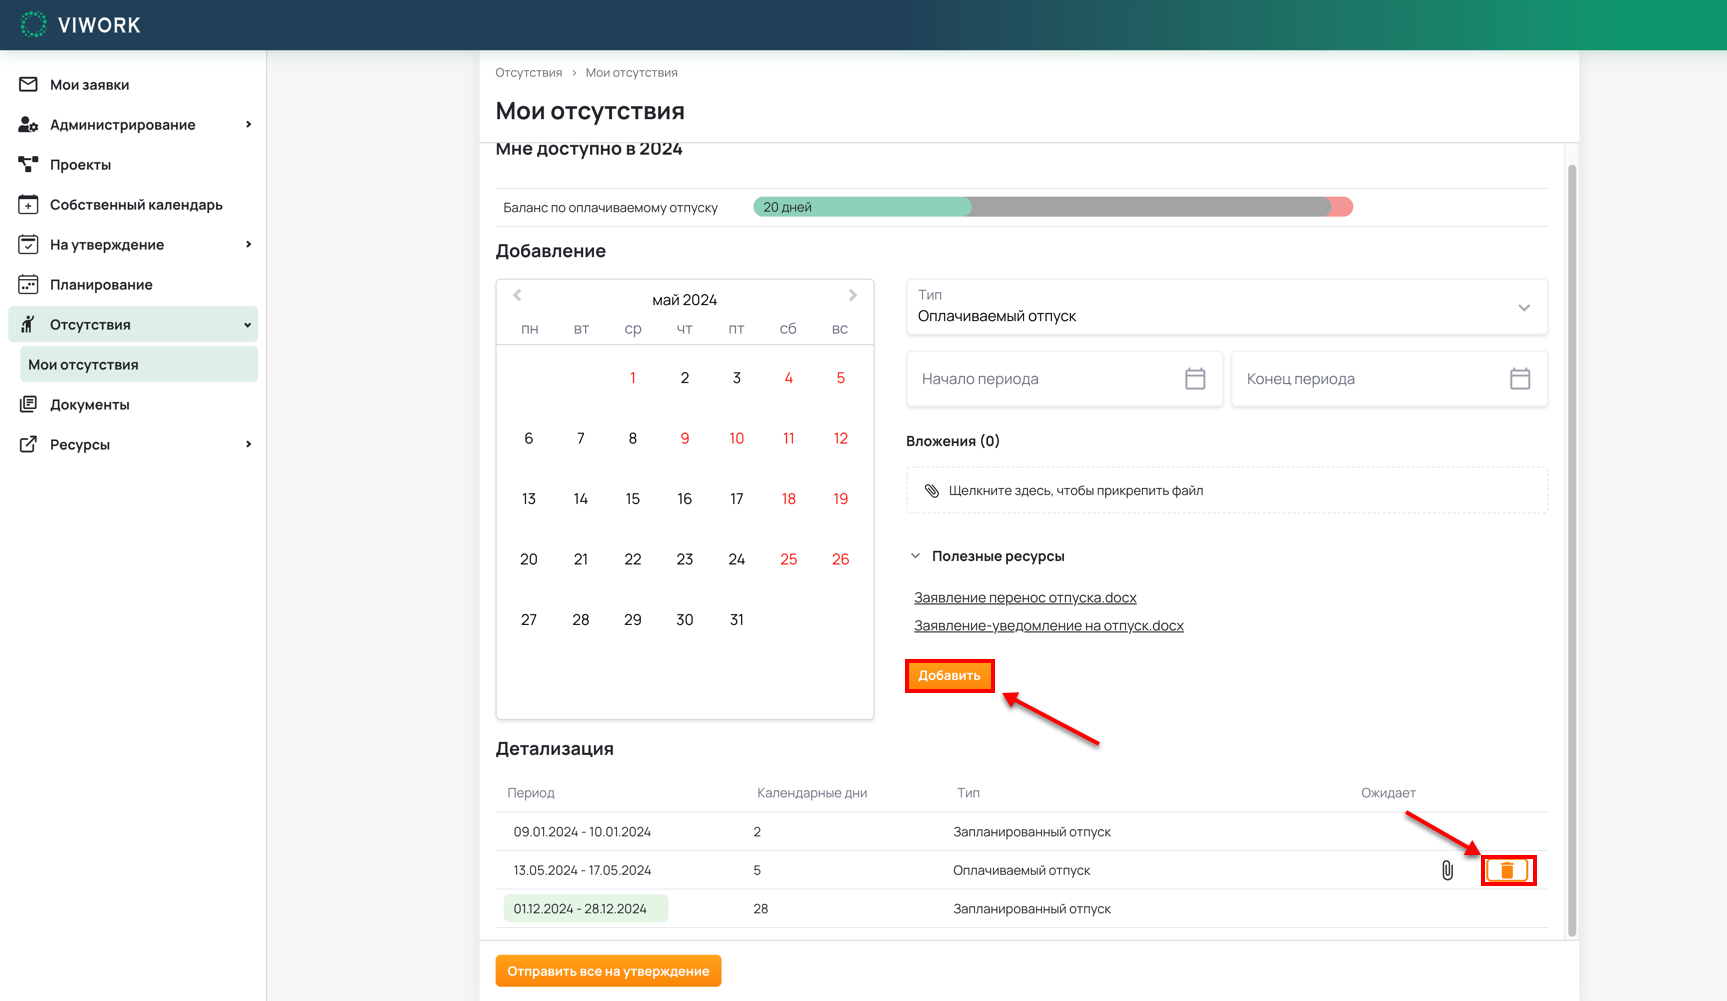 VIWORK
Мои заявки
Администрирование
Проекты
Собственный календарь
На утверждение
Планирование
Отсутствия
Мои отсутствия
Документы
Ресурсы
Отсутствия › Мои отсутствия
Мои отсутствия
Мне доступно в 2024
Баланс по оплачиваемому отпуску 20 дней
Добавление
май 2024
пн вт ср чт пт сб вс
1 2 3 4 5
6 7 8 9 10 11 12
13 14 15 16 17 18 19
20 21 22 23 24 25 26
27 28 29 30 31
Тип
Оплачиваемый отпуск
Начало периода Конец периода
Вложения (0)
Щелкните здесь, чтобы прикрепить файл
Полезные ресурсы
Заявление перенос отпуска.docx
Заявление-уведомление на отпуск.docx
Добавить
Детализация
Период Календарные дни Тип Ожидает
09.01.2024 - 10.01.2024 2 Запланированный отпуск
13.05.2024 - 17.05.2024 5 Оплачиваемый отпуск
01.12.2024 - 28.12.2024 28 Запланированный отпуск
Отправить все на утверждение